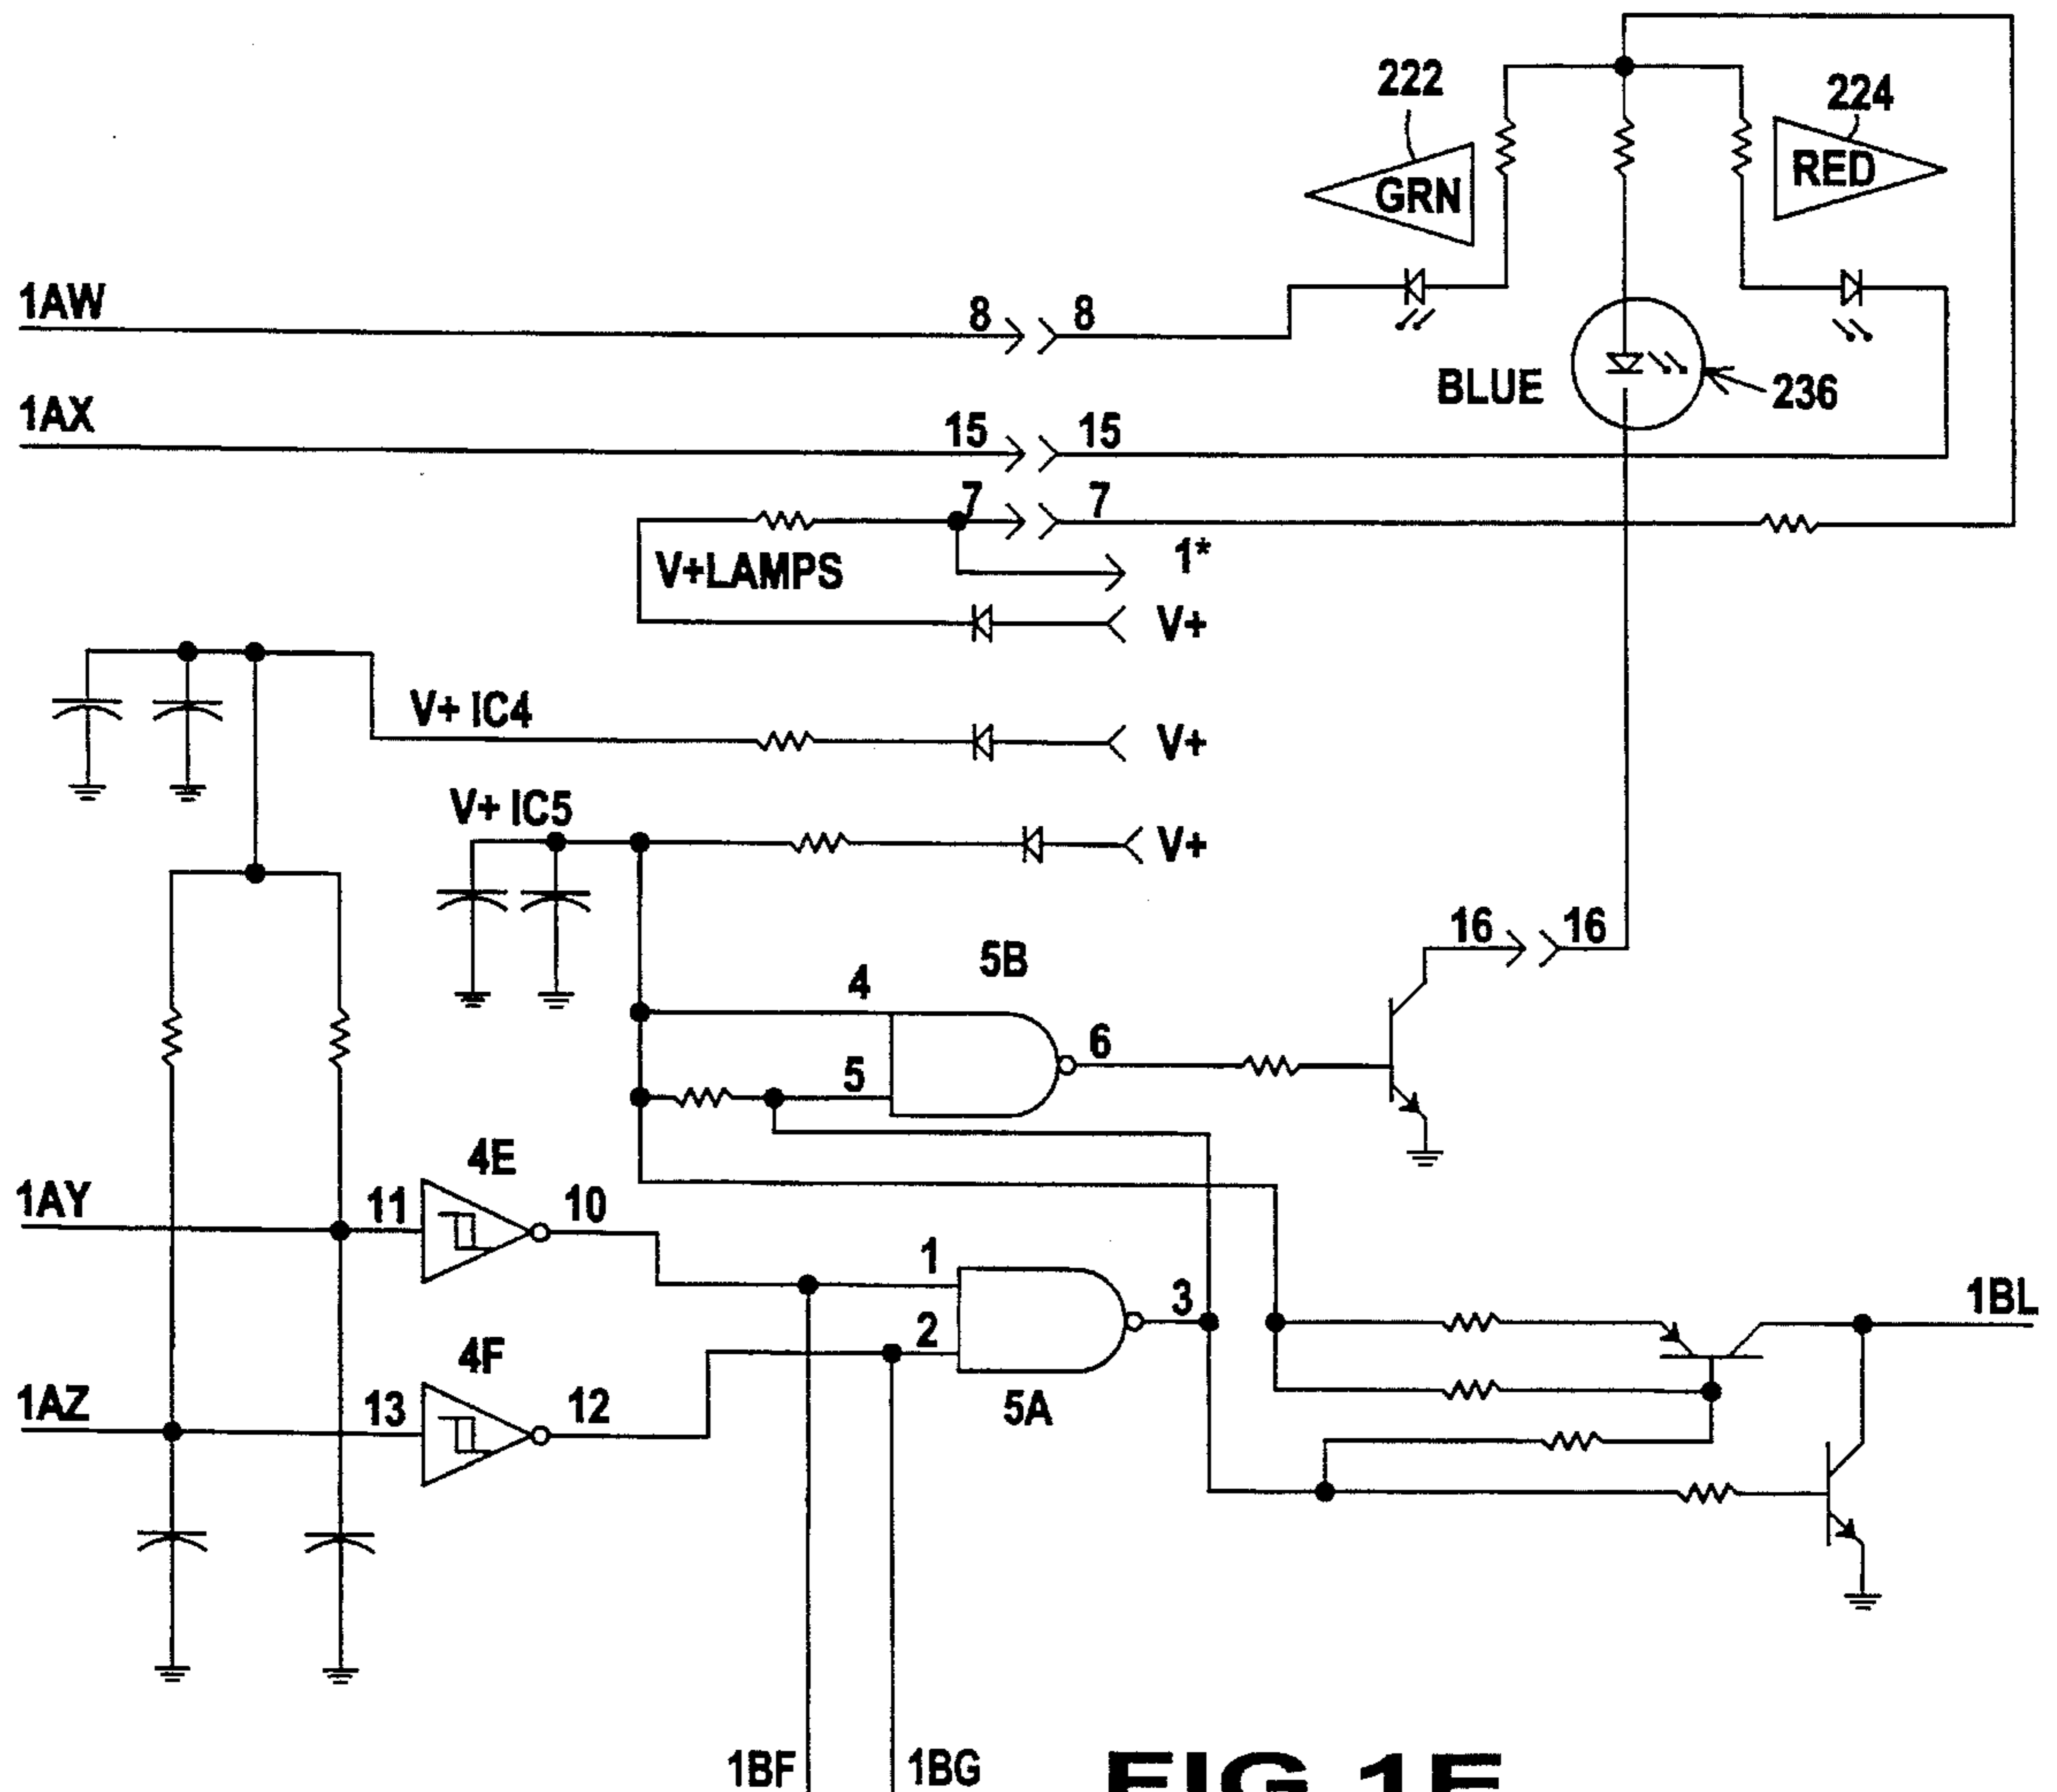 222
224
GRN
RED
1AW
8
8
BLUE
236
1AX
15
15
7
7
V+LAMPS
1*
V+
V+ IC4
V+
V+ IC5
V+
16
16
5B
4
6
5
4E
1AY
11
10
1
3
1BL
2
4F
1AZ
13
12
5A
1BF
1BG
FIG 1E